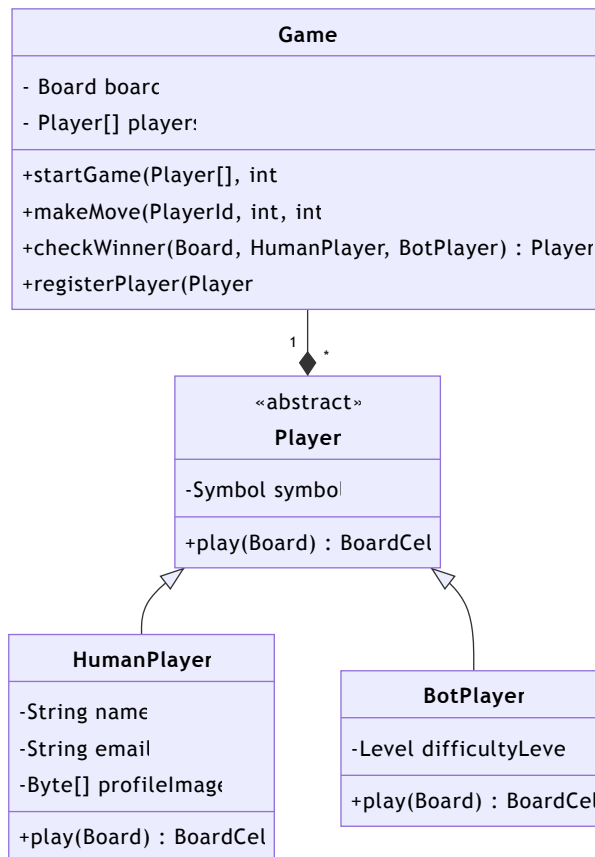 Game
- Board board
- Player[] players
+startGame(Player[], int
+makeMove(PlayerId, int, int
+checkWinner(Board, HumanPlayer, BotPlayer) : Player
+registerPlayer(Player
1
*
«abstract»
Player
-Symbol symbol
+play(Board) : BoardCel
HumanPlayer
-String name
-String email
-Byte[] profileImage
+play(Board) : BoardCel
BotPlayer
-Level difficultyLeve
+play(Board) : BoardCel